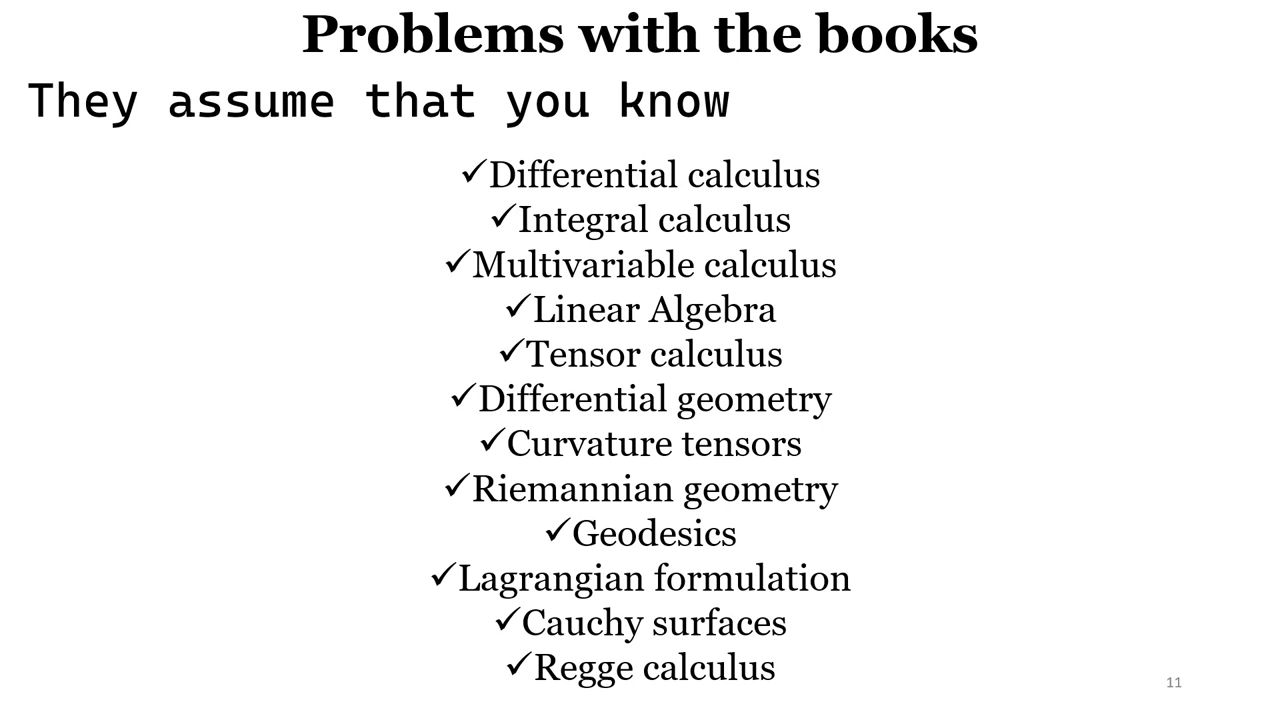 Problems with the books
They assume that you know
✓Differential calculus
✓Integral calculus
✓Multivariable calculus
✓Linear Algebra
✓Tensor calculus
✓Differential geometry
✓Curvature tensors
✓Riemannian geometry
✓Geodesics
✓Lagrangian formulation
✓Cauchy surfaces
✓Regge calculus
11